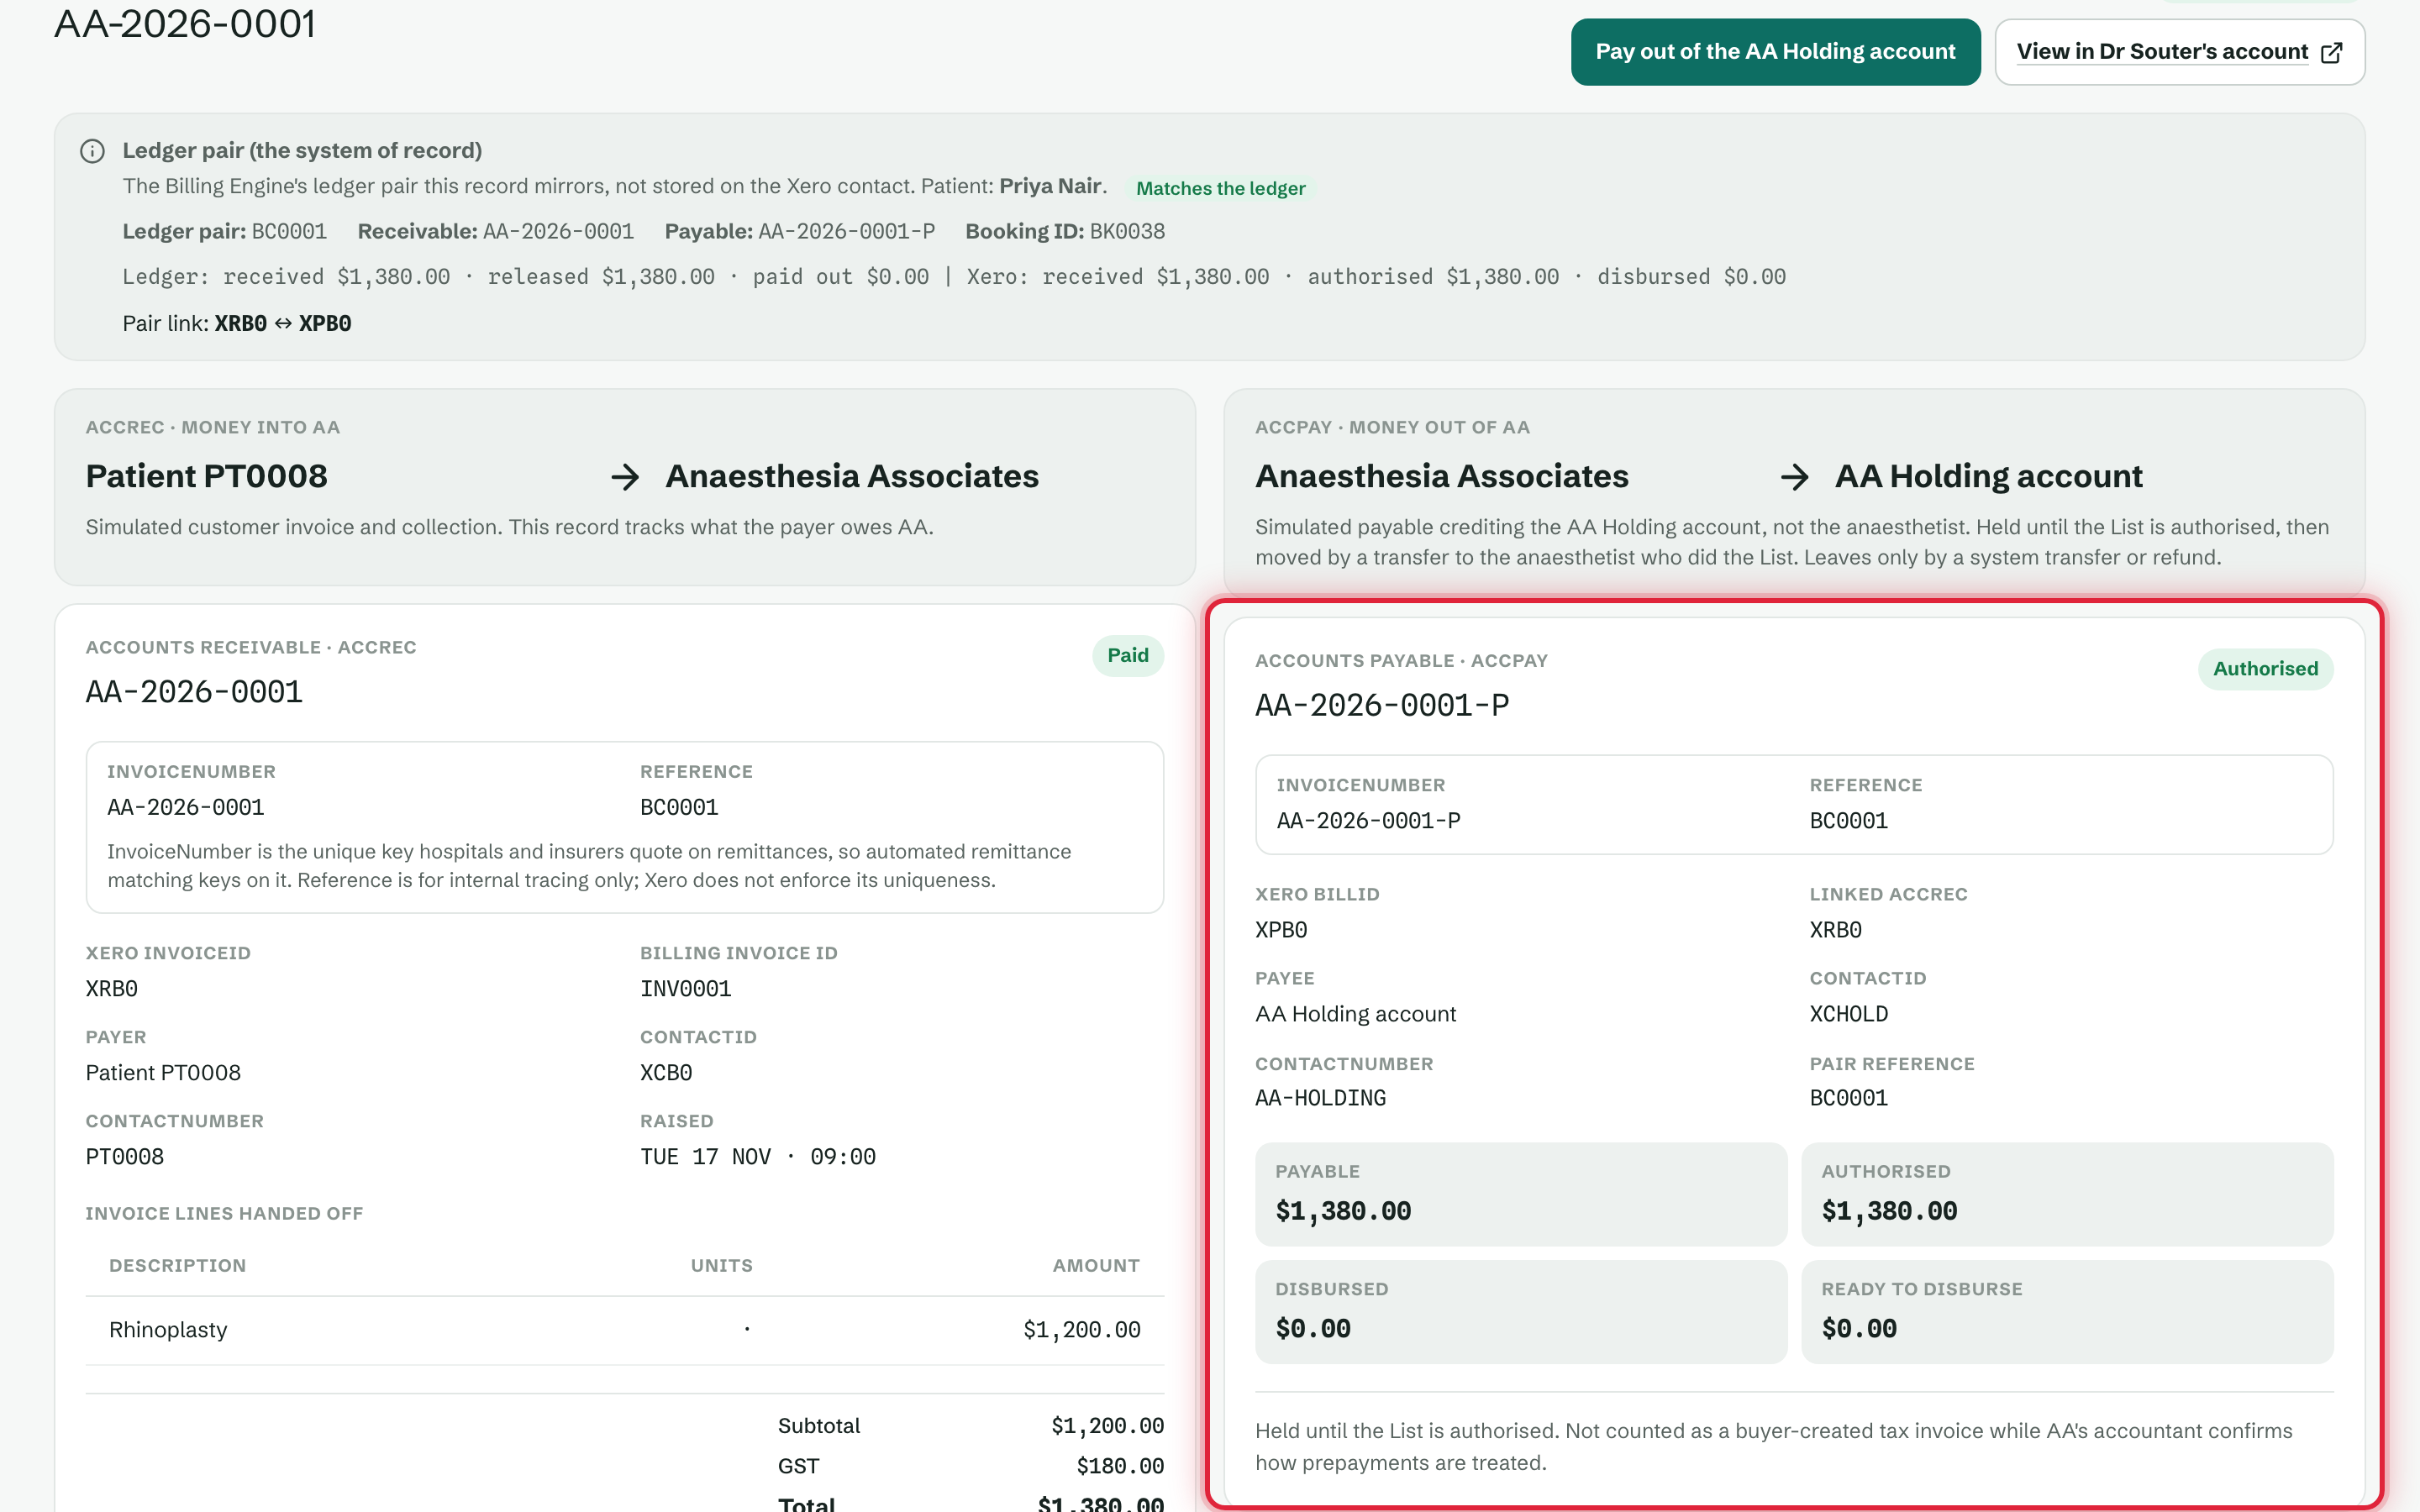 AA-2026-0001
Pay out of the AA Holding account
View in Dr Souter's account
Ledger pair (the system of record)
The Billing Engine's ledger pair this record mirrors, not stored on the Xero contact. Patient: Priya Nair. Matches the ledger
Ledger pair: BC0001 Receivable: AA-2026-0001 Payable: AA-2026-0001-P Booking ID: BK0038
Ledger: received $1,380.00 · released $1,380.00 · paid out $0.00 | Xero: received $1,380.00 · authorised $1,380.00 · disbursed $0.00
Pair link: XRB0 ↔ XPB0
ACCREC · MONEY INTO AA
Patient PT0008 → Anaesthesia Associates
Simulated customer invoice and collection. This record tracks what the payer owes AA.
ACCPAY · MONEY OUT OF AA
Anaesthesia Associates → AA Holding account
Simulated payable crediting the AA Holding account, not the anaesthetist. Held until the List is authorised, then
moved by a transfer to the anaesthetist who did the List. Leaves only by a system transfer or refund.
ACCOUNTS RECEIVABLE · ACCREC
Paid
AA-2026-0001
INVOICENUMBER REFERENCE
AA-2026-0001 BC0001
InvoiceNumber is the unique key hospitals and insurers quote on remittances, so automated remittance
matching keys on it. Reference is for internal tracing only; Xero does not enforce its uniqueness.
XERO INVOICEID BILLING INVOICE ID
XRB0 INV0001
PAYER CONTACTID
Patient PT0008 XCB0
CONTACTNUMBER RAISED
PT0008 TUE 17 NOV · 09:00
INVOICE LINES HANDED OFF
DESCRIPTION UNITS AMOUNT
Rhinoplasty · $1,200.00
Subtotal $1,200.00
GST $180.00
Total $1,380.00
ACCOUNTS PAYABLE · ACCPAY
Authorised
AA-2026-0001-P
INVOICENUMBER REFERENCE
AA-2026-0001-P BC0001
XERO BILLID LINKED ACCREC
XPB0 XRB0
PAYEE CONTACTID
AA Holding account XCHOLD
CONTACTNUMBER PAIR REFERENCE
AA-HOLDING BC0001
PAYABLE AUTHORISED
$1,380.00 $1,380.00
DISBURSED READY TO DISBURSE
$0.00 $0.00
Held until the List is authorised. Not counted as a buyer-created tax invoice while AA's accountant confirms
how prepayments are treated.